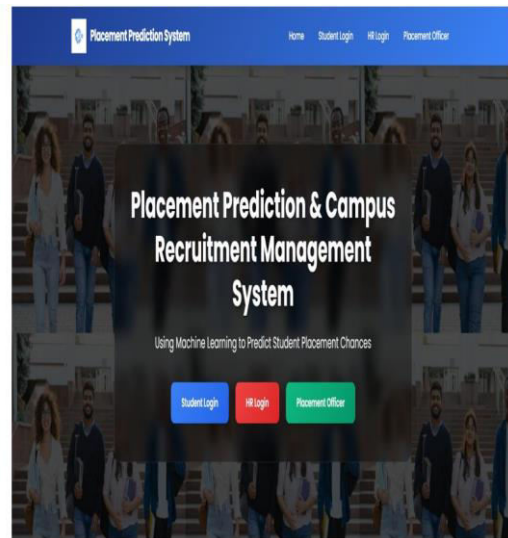 Placement Prediction System
Home Student Login HR Login Placement Officer
Placement Prediction & Campus
Recruitment Management
System
Using Machine Learning to Predict Student Placement Chances
Student Login HR Login Placement Officer